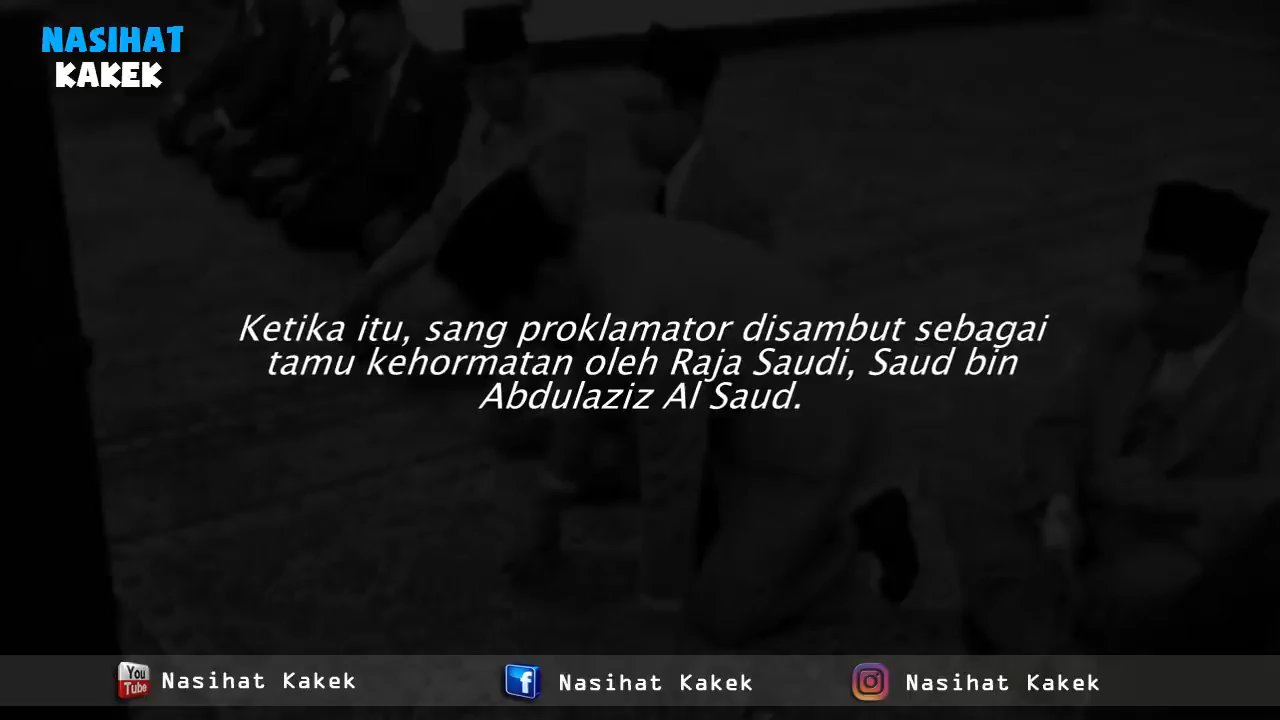 NASIHAT
KAKEK
Ketika itu, sang proklamator disambut sebagai
tamu kehormatan oleh Raja Saudi, Saud bin
Abdulaziz Al Saud.
You
Tube
Nasihat Kakek
f
Nasihat Kakek
Nasihat Kakek